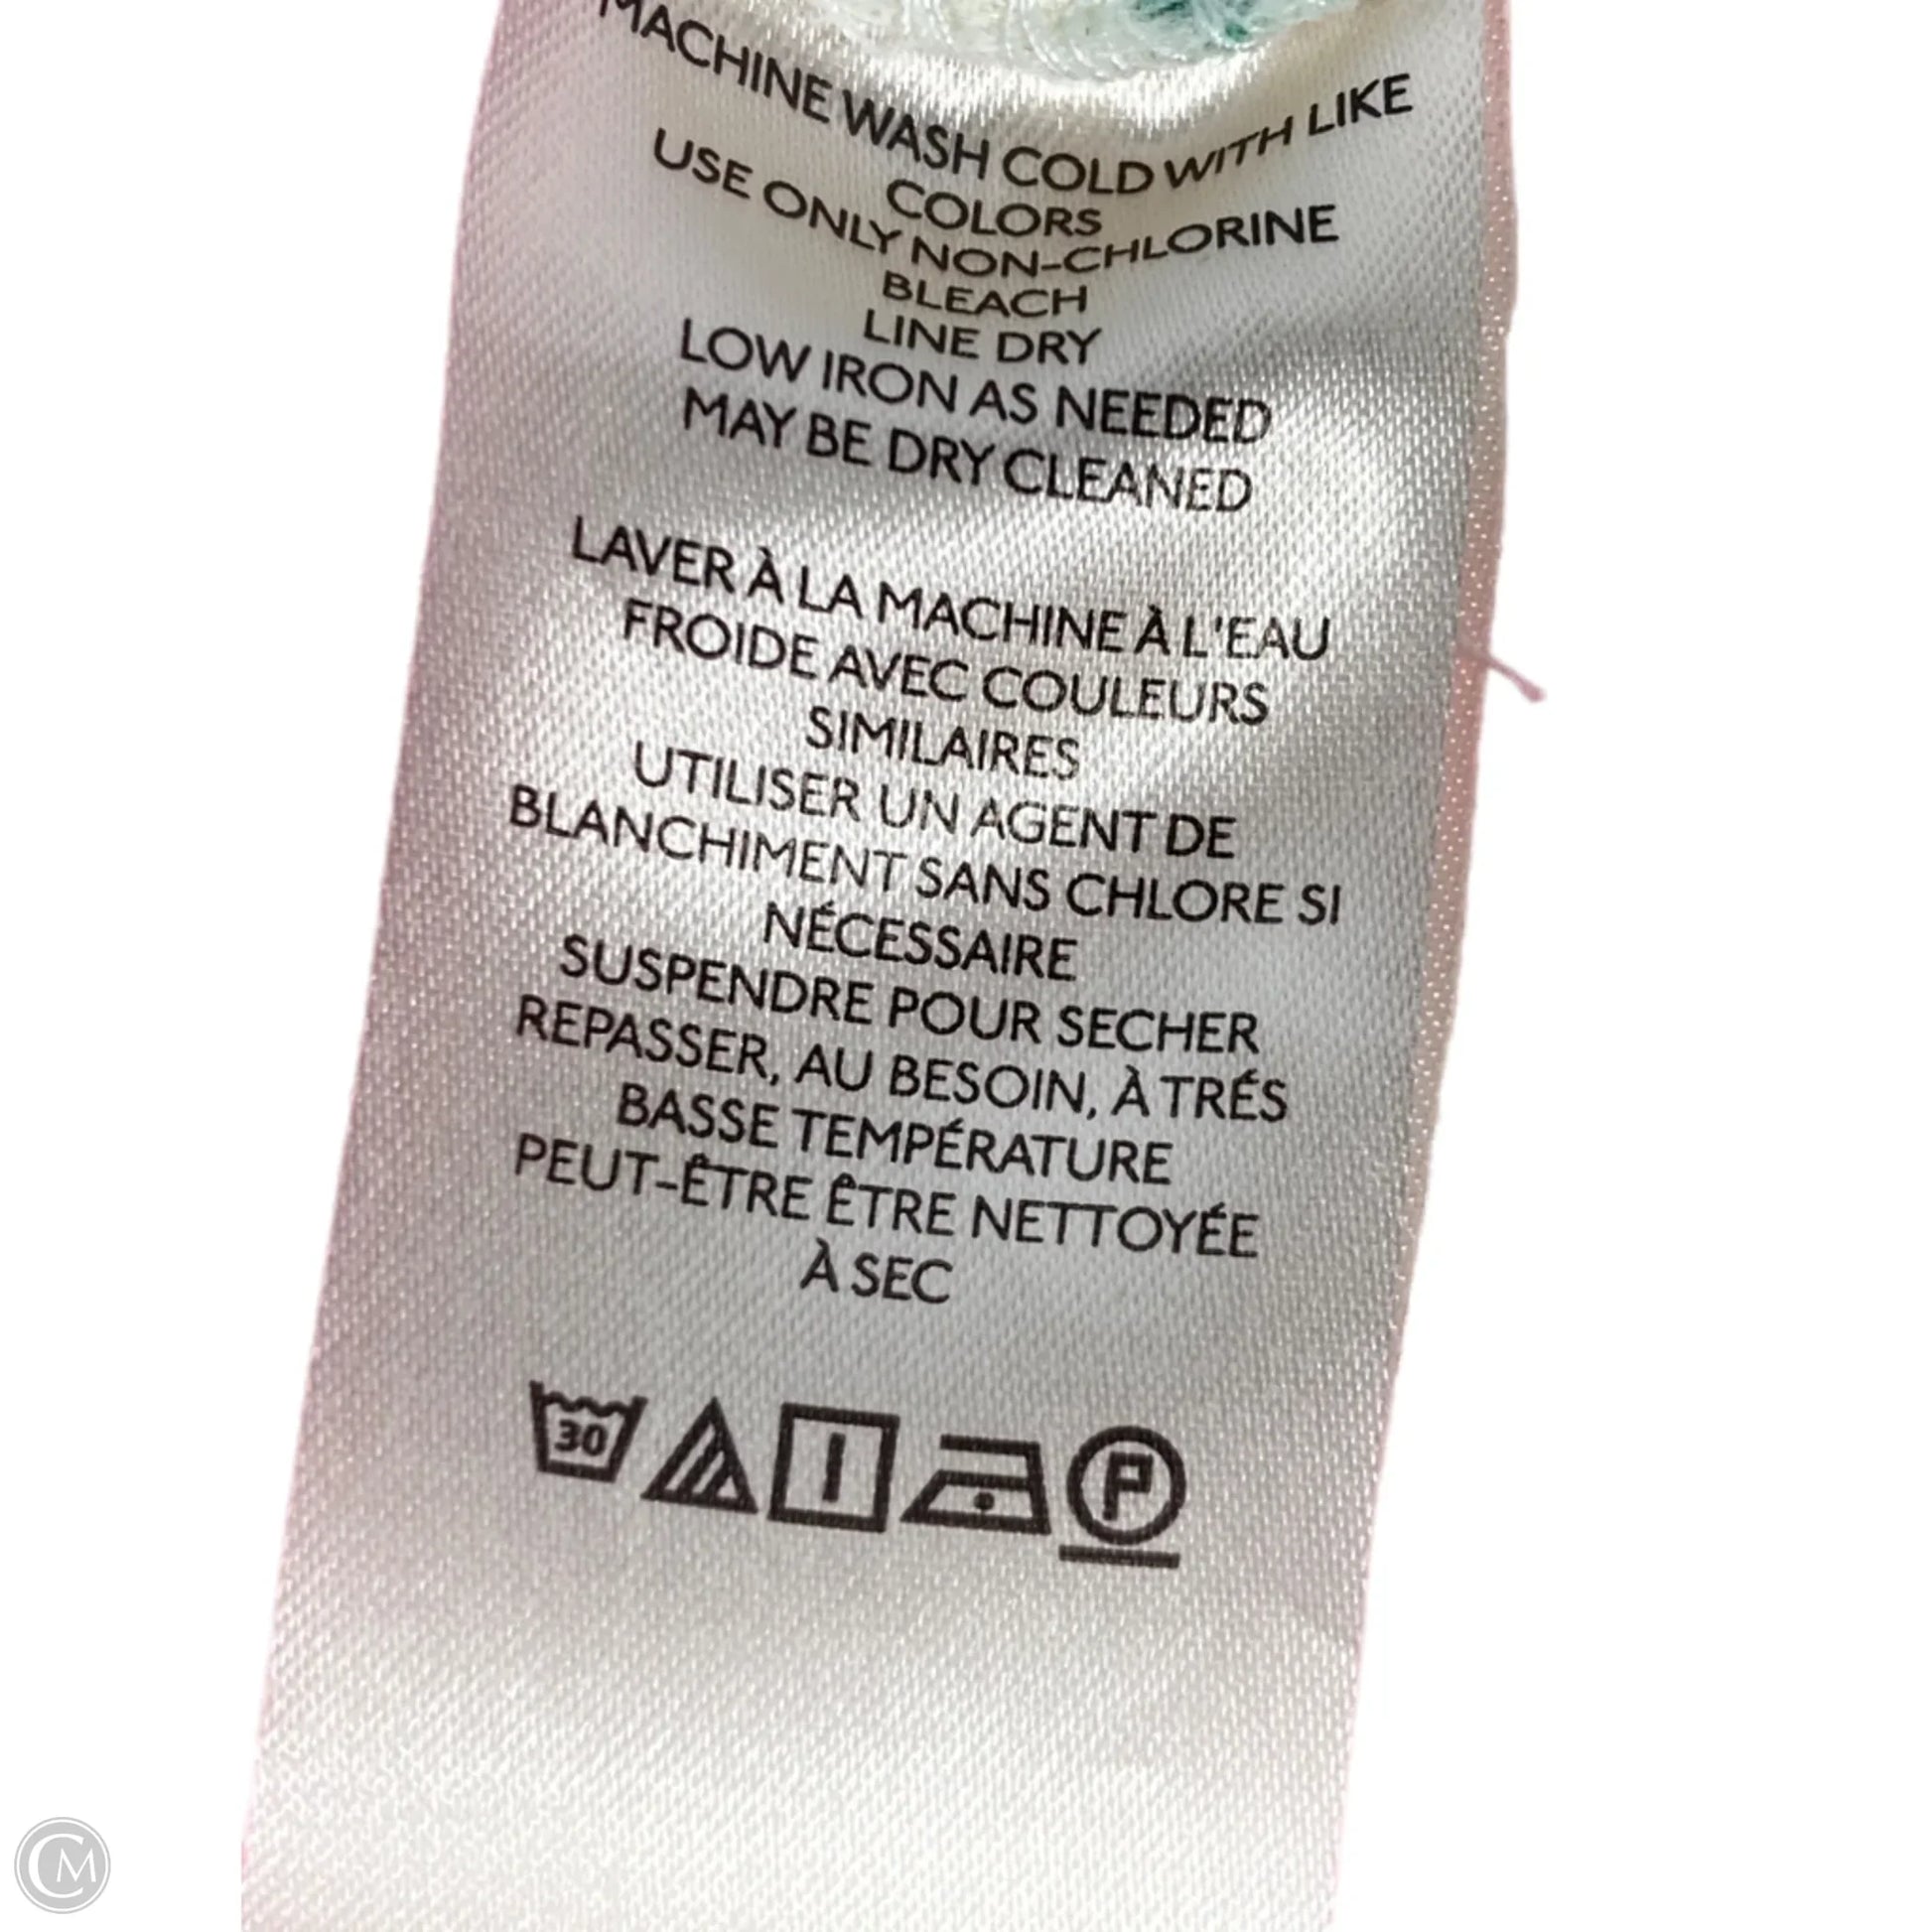 MACHINE WASH COLD WITH LIKE
COLORS
USE ONLY NON-CHLORINE
BLEACH
LINE DRY
LOW IRON AS NEEDED
MAY BE DRY CLEANED
LAVER À LA MACHINE À L'EAU
FROIDE AVEC COULEURS
SIMILAIRES
UTILISER UN AGENT DE
BLANCHIMENT SANS CHLORE SI
NÉCESSAIRE
SUSPENDRE POUR SECHER
REPASSER, AU BESOIN, À TRÉS
BASSE TEMPÉRATURE
PEUT-ÊTRE ÊTRE NETTOYÉE
À SEC
30 P
CM